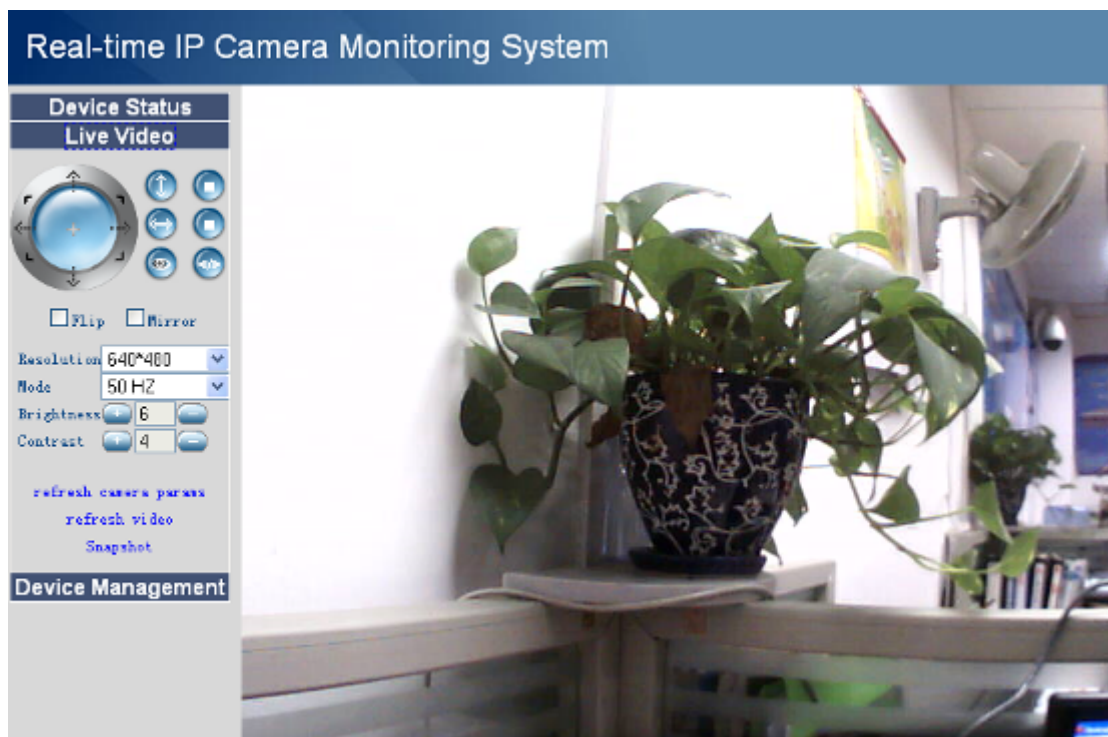 Real-time IP Camera Monitoring System
Device Status
Live Video
Flip Mirror
Resolution 640*480
Mode 50 HZ
Brightness + 6 -
Contrast + 4 -
refresh camera params
refresh video
Snapshot
Device Management